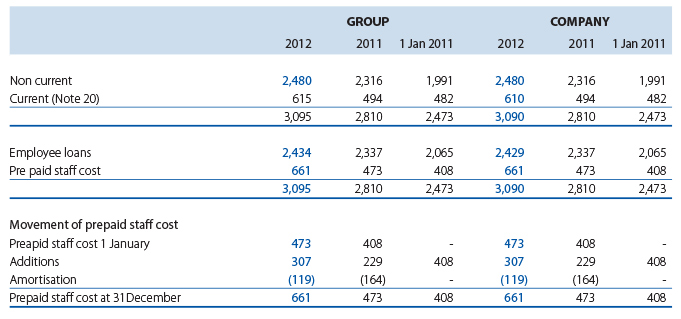 GROUP COMPANY
2012 2011 1 Jan 2011 2012 2011 1 Jan 2011
Non current 2,480 2,316 1,991 2,480 2,316 1,991
Current (Note 20) 615 494 482 610 494 482
3,095 2,810 2,473 3,090 2,810 2,473
Employee loans 2,434 2,337 2,065 2,429 2,337 2,065
Pre paid staff cost 661 473 408 661 473 408
3,095 2,810 2,473 3,090 2,810 2,473
Movement of prepaid staff cost
Preapid staff cost 1 January 473 408 - 473 408 -
Additions 307 229 408 307 229 408
Amortisation (119) (164) - (119) (164) -
Prepaid staff cost at 31December 661 473 408 661 473 408